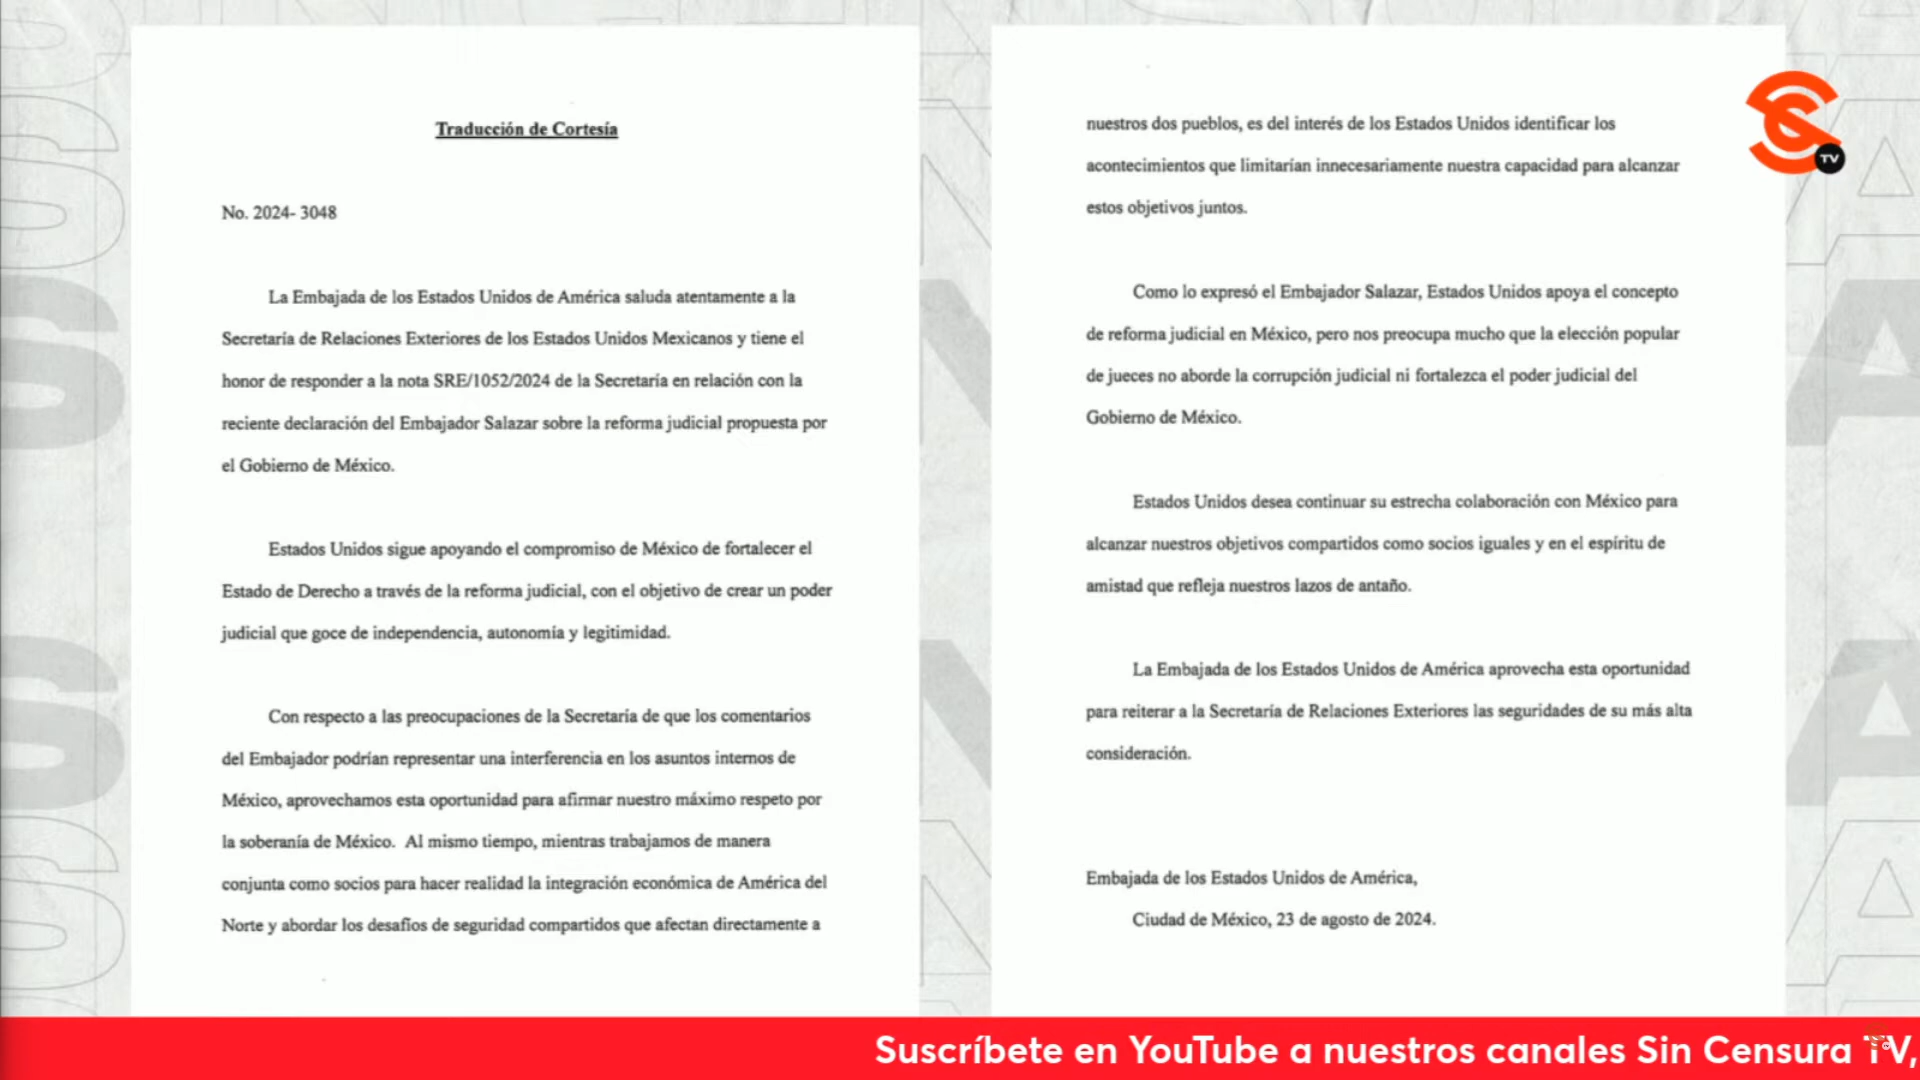 Traducción de Cortesía
No. 2024- 3048
La Embajada de los Estados Unidos de América saluda atentamente a la
Secretaría de Relaciones Exteriores de los Estados Unidos Mexicanos y tiene el
honor de responder a la nota SRE/1052/2024 de la Secretaría en relación con la
reciente declaración del Embajador Salazar sobre la reforma judicial propuesta por
el Gobierno de México.
Estados Unidos sigue apoyando el compromiso de México de fortalecer el
Estado de Derecho a través de la reforma judicial, con el objetivo de crear un poder
judicial que goce de independencia, autonomía y legitimidad.
Con respecto a las preocupaciones de la Secretaría de que los comentarios
del Embajador podrían representar una interferencia en los asuntos internos de
México, aprovechamos esta oportunidad para afirmar nuestro máximo respeto por
la soberanía de México.  Al mismo tiempo, mientras trabajamos de manera
conjunta como socios para hacer realidad la integración económica de América del
Norte y abordar los desafíos de seguridad compartidos que afectan directamente a
nuestros dos pueblos, es del interés de los Estados Unidos identificar los
acontecimientos que limitarían innecesariamente nuestra capacidad para alcanzar
estos objetivos juntos.
Como lo expresó el Embajador Salazar, Estados Unidos apoya el concepto
de reforma judicial en México, pero nos preocupa mucho que la elección popular
de jueces no aborde la corrupción judicial ni fortalezca el poder judicial del
Gobierno de México.
Estados Unidos desea continuar su estrecha colaboración con México para
alcanzar nuestros objetivos compartidos como socios iguales y en el espíritu de
amistad que refleja nuestros lazos de antaño.
La Embajada de los Estados Unidos de América aprovecha esta oportunidad
para reiterar a la Secretaría de Relaciones Exteriores las seguridades de su más alta
consideración.
Embajada de los Estados Unidos de América,
Ciudad de México, 23 de agosto de 2024.
TV
Suscríbete en YouTube a nuestros canales Sin Censura TV,